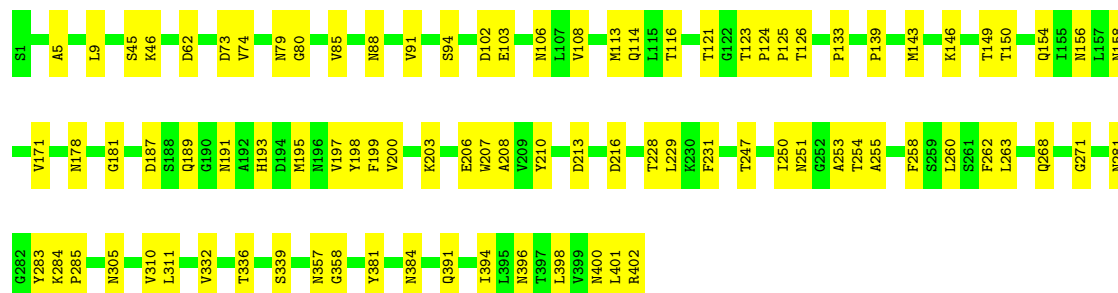 S1 A5 L9 S45 K46 D62 D73 V74 N79 G80 V85 N88 V91 S94 D102 E103 N106 L107 V108 M113 Q114 L115 T116 T121 G122 T123 P124 P125 T126 P133 P139 M143 K146 T149 T150 Q154 I155 N156 L157 N158
V171 N178 G181 D187 S188 Q189 G190 N191 A192 H193 D194 M195 N196 V197 Y198 F199 V200 K203 E206 W207 A208 V209 Y210 D213 D216 T228 L229 K230 F231 T247 I250 N251 G252 A253 T254 A255 F258 S259 L260 S261 F262 L263 Q268 G271 N281
G282 Y283 K284 P285 N305 V310 L311 V332 T336 S339 N357 G358 Y381 N384 Q391 I394 L395 N396 T397 L398 V399 N400 L401 R402